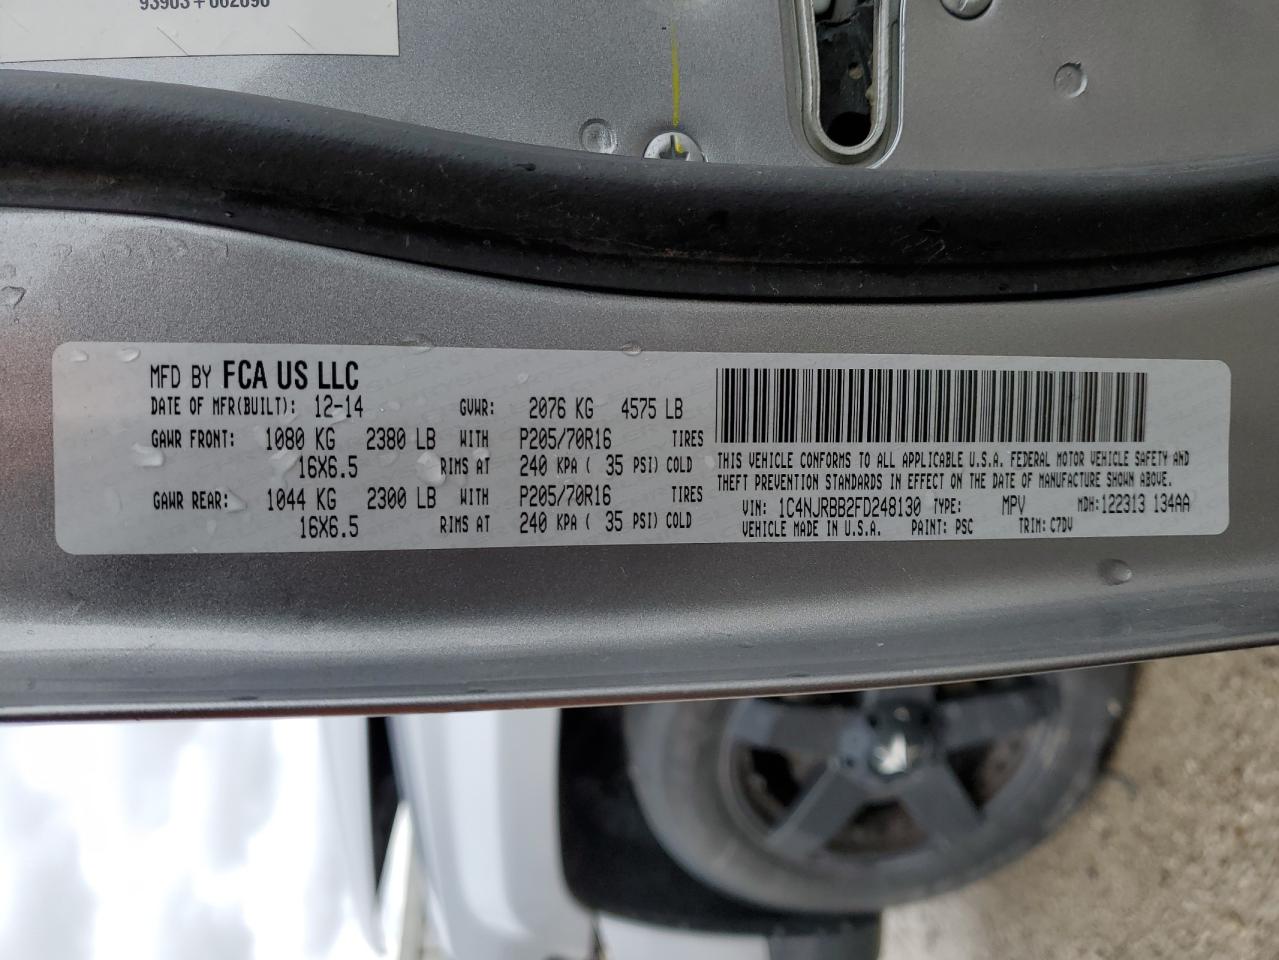 MFD BY FCA US LLC
DATE OF MFR(BUILT): 12-14 GVWR: 2076 KG 4575 LB
GAWR FRONT: 1080 KG 2380 LB WITH P205/70R16 TIRES
16X6.5 RIMS AT 240 KPA ( 35 PSI) COLD
GAWR REAR: 1044 KG 2300 LB WITH P205/70R16 TIRES
16X6.5 RIMS AT 240 KPA ( 35 PSI) COLD
THIS VEHICLE CONFORMS TO ALL APPLICABLE U.S.A. FEDERAL MOTOR VEHICLE SAFETY AND
THEFT PREVENTION STANDARDS IN EFFECT ON THE DATE OF MANUFACTURE SHOWN ABOVE.
VIN: 1C4NJRBB2FD248130 TYPE: MPV MDH:122313 134AA
VEHICLE MADE IN U.S.A. PAINT: PSC TRIM: C7DV